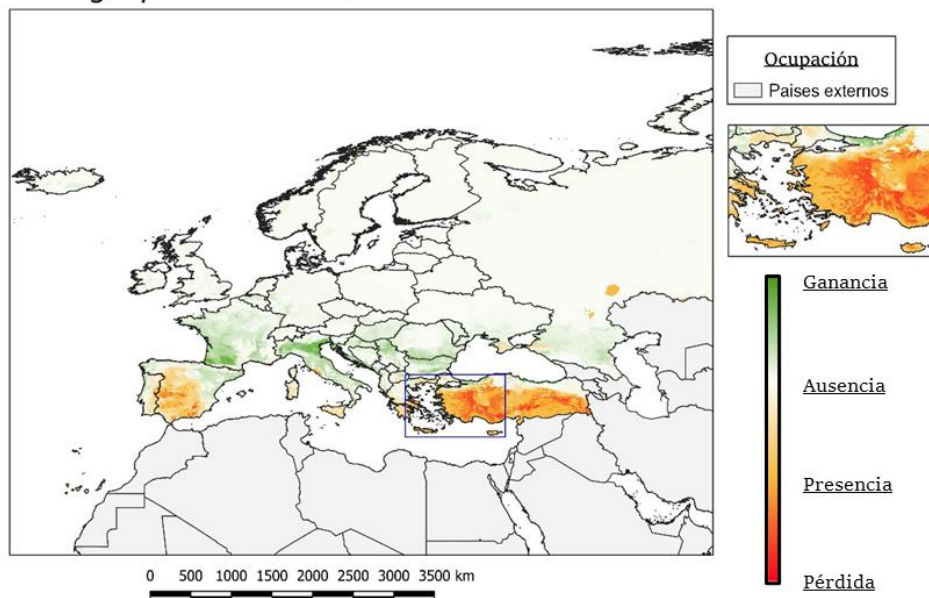 Ocupación
Paises externos
Ganancia
Ausencia
Presencia
Pérdida
0 500 1000 1500 2000 2500 3000 3500 km